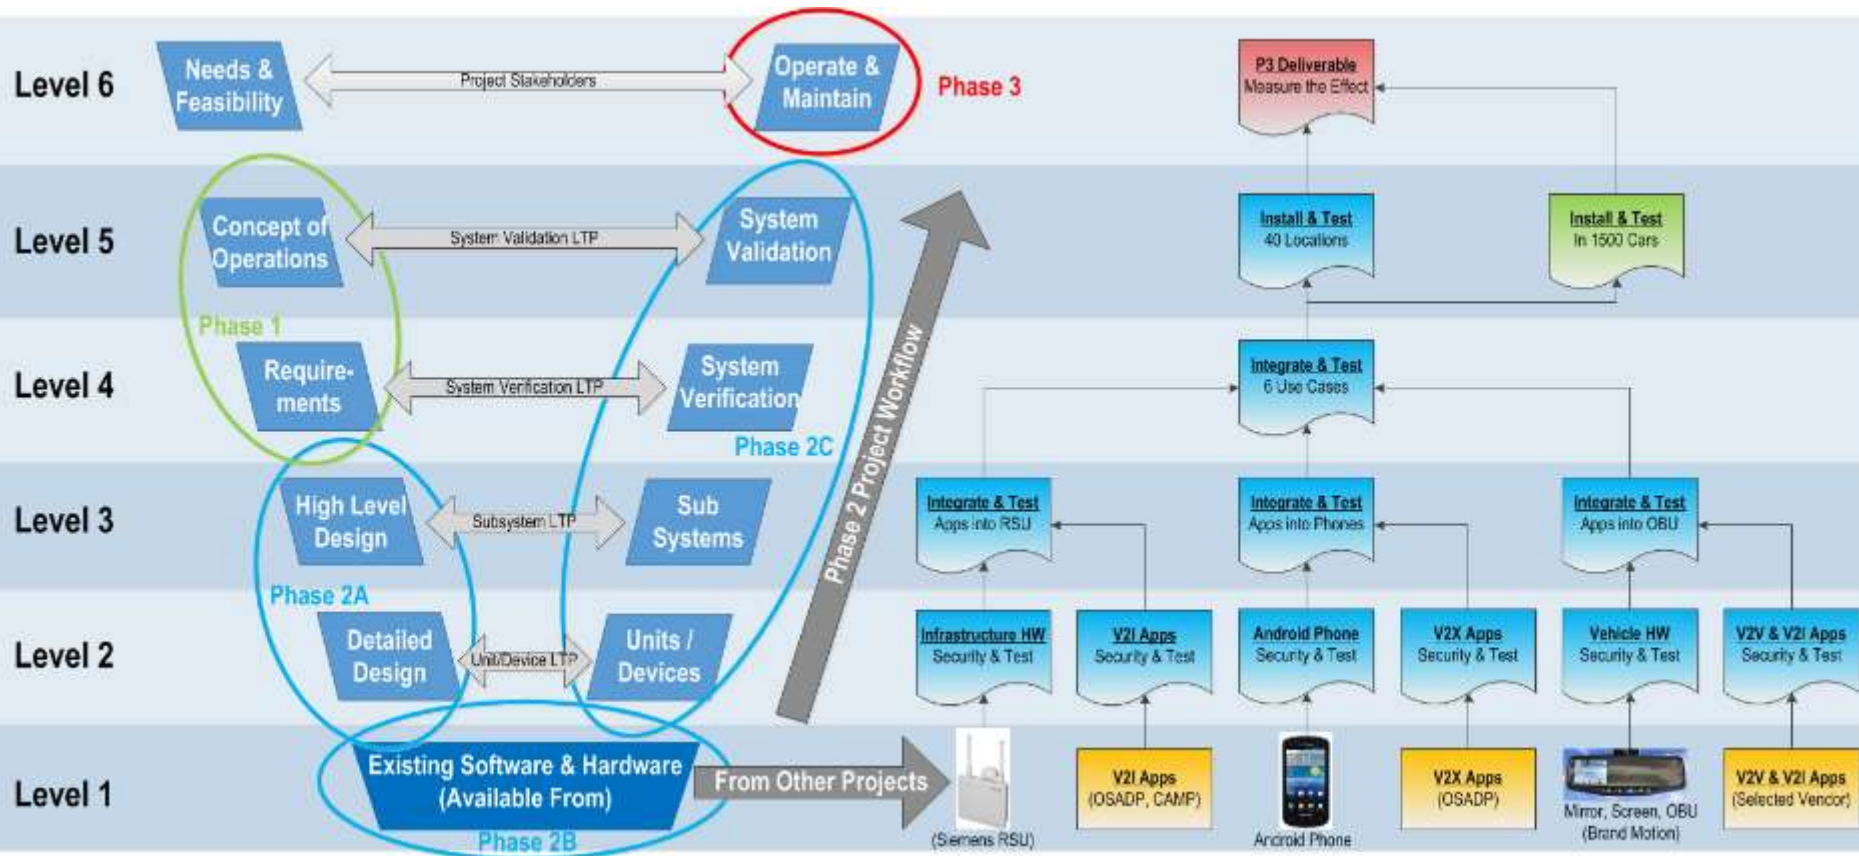 Level 6
Needs &
Feasibility
Project Stakeholders
Operate &
Maintain
Phase 3
P3 Deliverable
Measure the Effect
Level 5
Concept of
Operations
System Validation LTP
System
Validation
Install & Test
40 Locations
Install & Test
In 1500 Cars
Phase 1
Level 4
Require-
ments
System Verification LTP
System
Verification
Phase 2C
Phase 2 Project Workflow
Integrate & Test
6 Use Cases
Level 3
High Level
Design
Subsystem LTP
Sub
Systems
Integrate & Test
Apps into RSU
Integrate & Test
Apps into Phones
Integrate & Test
Apps into OBU
Phase 2A
Level 2
Detailed
Design
Unit/Device LTP
Units /
Devices
Infrastructure HW
Security & Test
V2I Apps
Security & Test
Android Phone
Security & Test
V2X Apps
Security & Test
Vehicle HW
Security & Test
V2V & V2I Apps
Security & Test
Level 1
Existing Software & Hardware
(Available From)
Phase 2B
From Other Projects
(Siemens RSU)
V2I Apps
(OSADP, CAMP)
Android Phone
V2X Apps
(OSADP)
Mirror, Screen, OBU
(Brand Motion)
V2V & V2I Apps
(Selected Vendor)